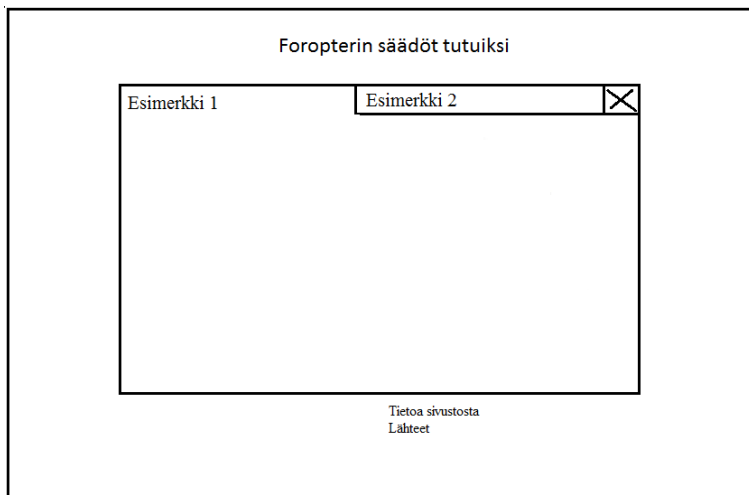 Foropterin säädöt tutuiksi
Esimerkki 1
Esimerkki 2
Tietoa sivustosta
Lähteet